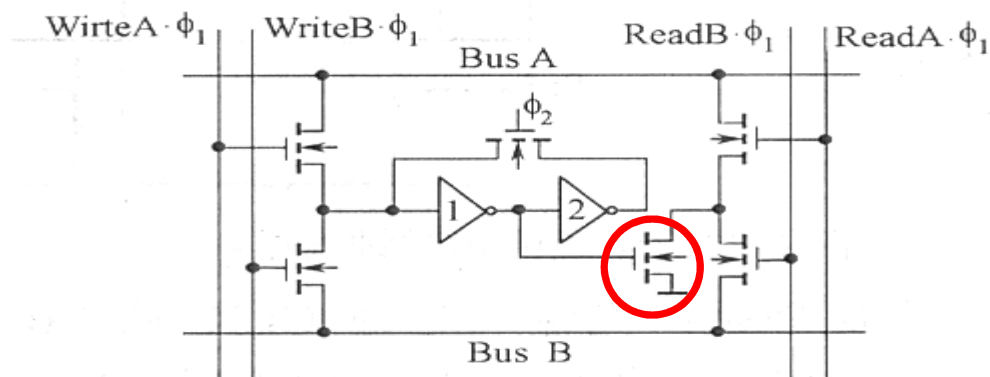 WirteA·ϕ₁ WriteB·ϕ₁ ReadB·ϕ₁ ReadA·ϕ₁
Bus A
ϕ₂
1 2
Bus B